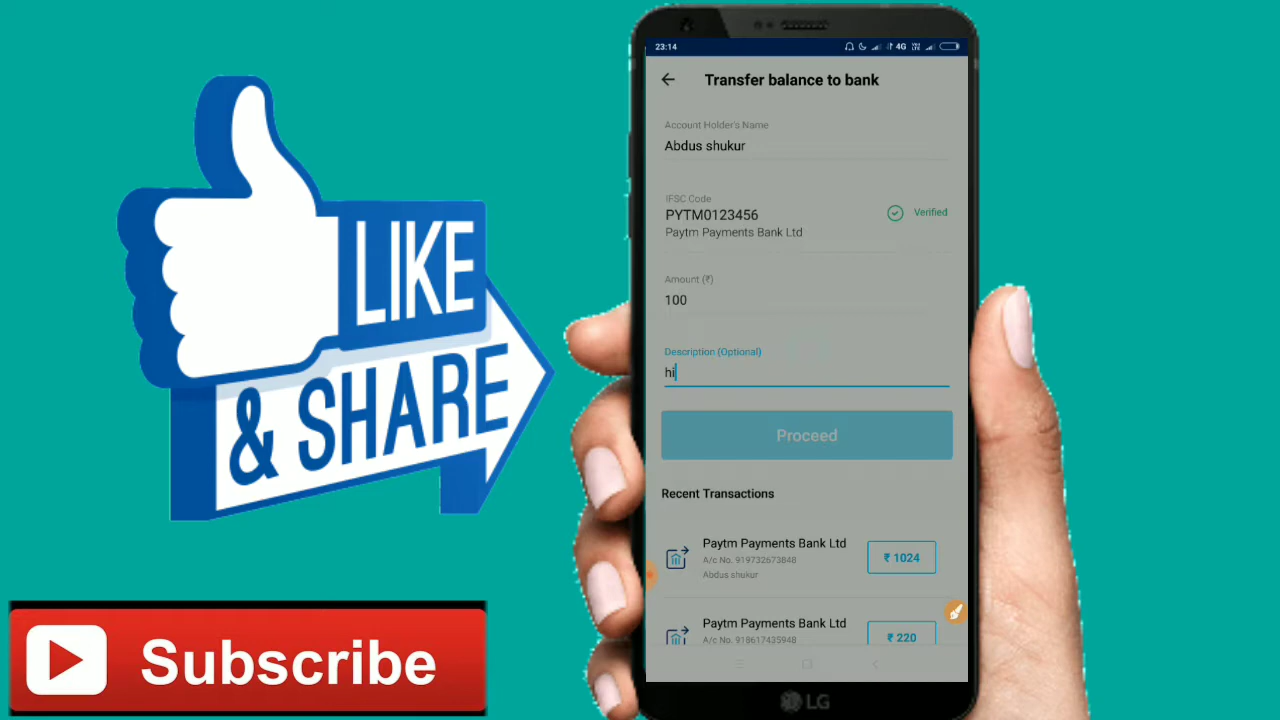 LIKE
& SHARE
Subscribe
23:14
4G
Transfer balance to bank
Account Holder's Name
Abdus shukur
IFSC Code
PYTM0123456
Verified
Paytm Payments Bank Ltd
Amount (₹)
100
Description (Optional)
hi
Proceed
Recent Transactions
Paytm Payments Bank Ltd
A/c No. 919732673848
Abdus shukur
₹ 1024
Paytm Payments Bank Ltd
A/c No. 918617435948
₹ 220
LG